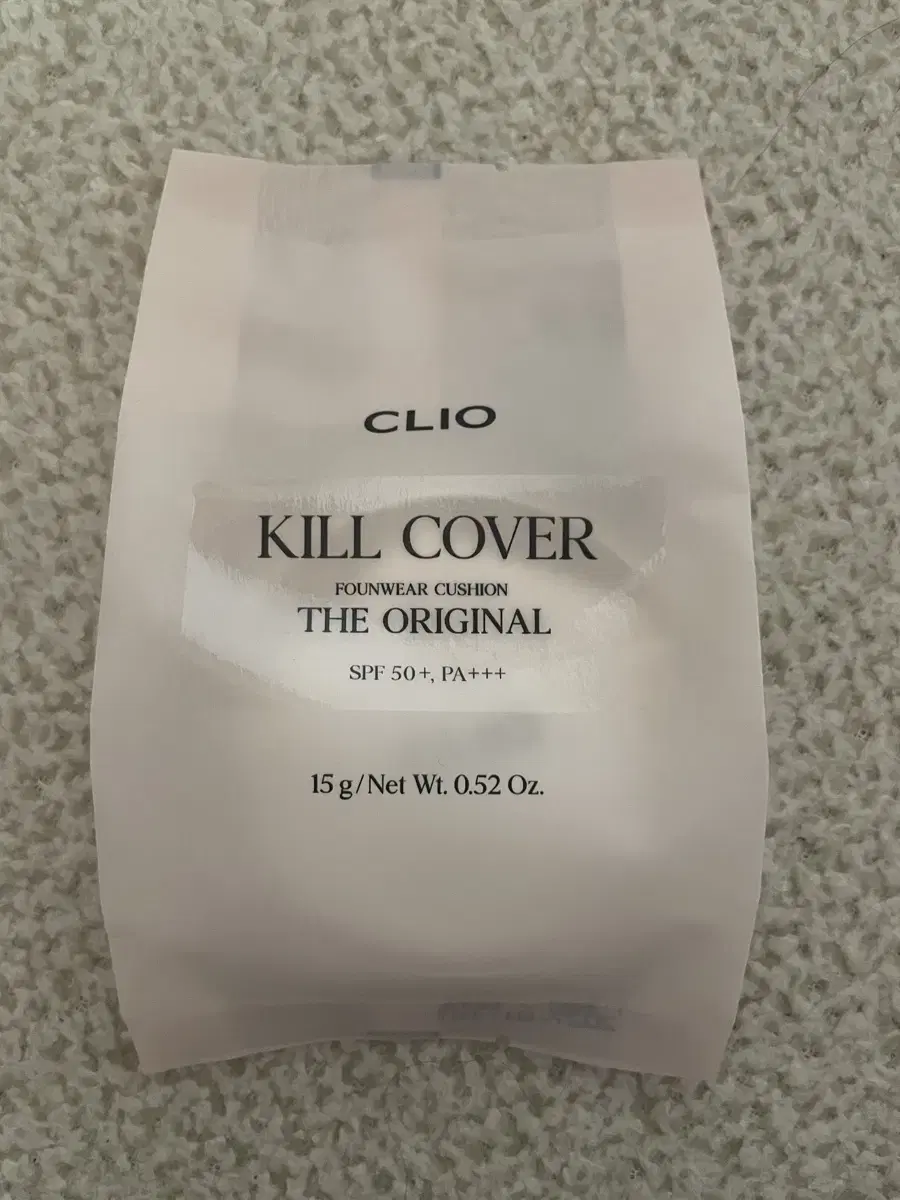 CLIO
KILL COVER
FOUNWEAR CUSHION
THE ORIGINAL
SPF 50+, PA+++
15 g/Net Wt. 0.52 Oz.